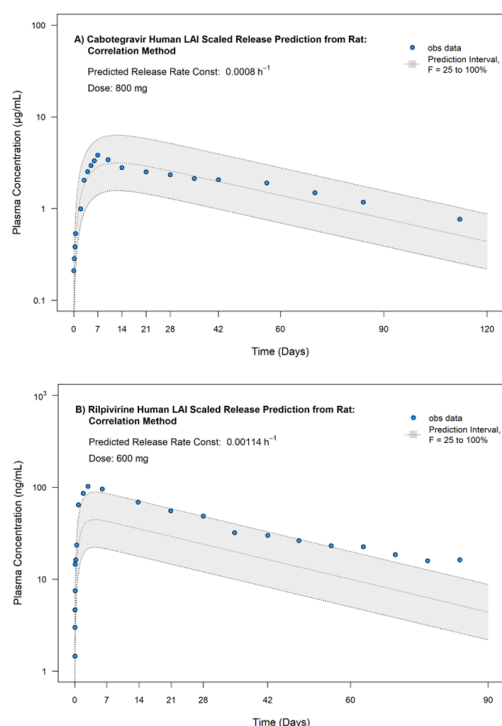 100
10
1
0.1
Plasma Concentration (µg/mL)
A) Cabotegravir Human LAI Scaled Release Prediction from Rat:
Correlation Method
Predicted Release Rate Const: 0.0008 h⁻¹
Dose: 800 mg
obs data
Prediction Interval,
F = 25 to 100%
0 7 14 21 28 42 60 90 120
Time (Days)
10³
100
10
1
Plasma Concentration (ng/mL)
B) Rilpivirine Human LAI Scaled Release Prediction from Rat:
Correlation Method
Predicted Release Rate Const: 0.00114 h⁻¹
Dose: 600 mg
obs data
Prediction Interval,
F = 25 to 100%
0 7 14 21 28 42 60 90
Time (Days)